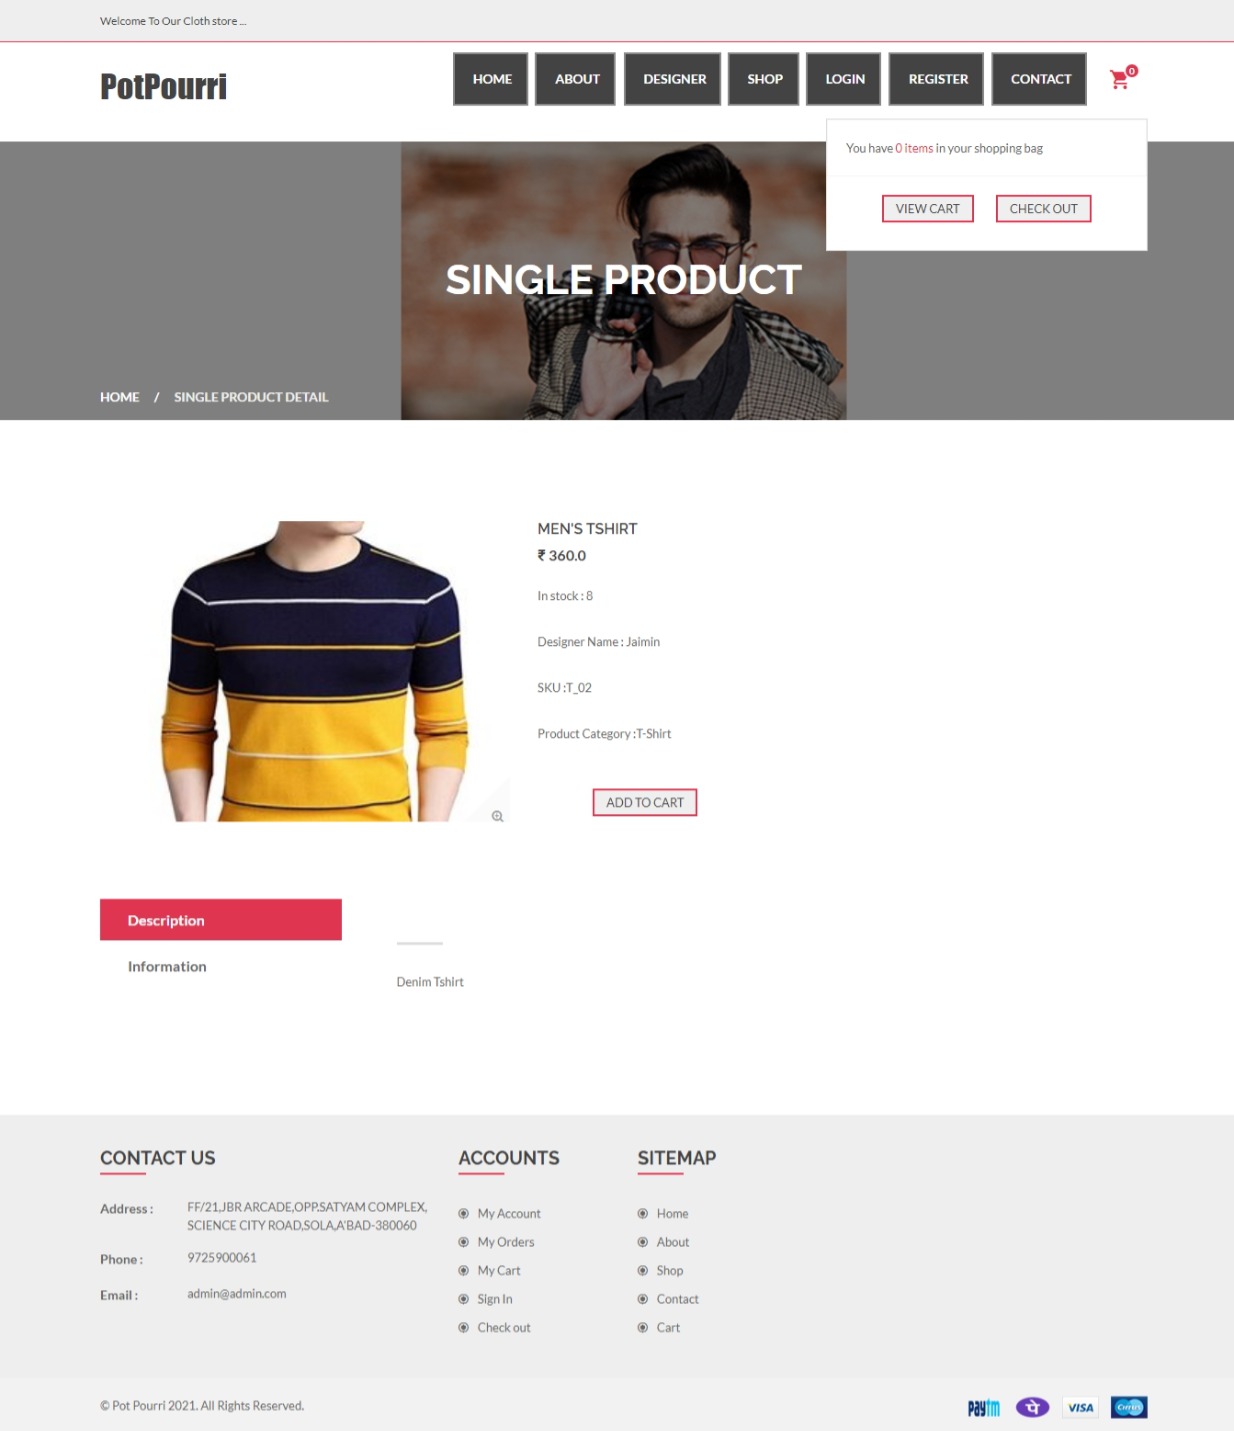 Welcome To Our Cloth store ...
PotPourri
HOME
ABOUT
DESIGNER
SHOP
LOGIN
REGISTER
CONTACT
0
You have 0 items in your shopping bag
VIEW CART
CHECK OUT
SINGLE PRODUCT
HOME / SINGLE PRODUCT DETAIL
MEN'S TSHIRT
₹ 360.0
In stock : 8
Designer Name : Jaimin
SKU :T_02
Product Category :T-Shirt
ADD TO CART
Description
Information
Denim Tshirt
CONTACT US
Address :
FF/21,JBR ARCADE,OPP.SATYAM COMPLEX,
SCIENCE CITY ROAD,SOLA,A'BAD-380060
Phone :
9725900061
Email :
admin@admin.com
ACCOUNTS
My Account
My Orders
My Cart
Sign In
Check out
SITEMAP
Home
About
Shop
Contact
Cart
© Pot Pourri 2021. All Rights Reserved.
paytm
पे
VISA
Cirrus